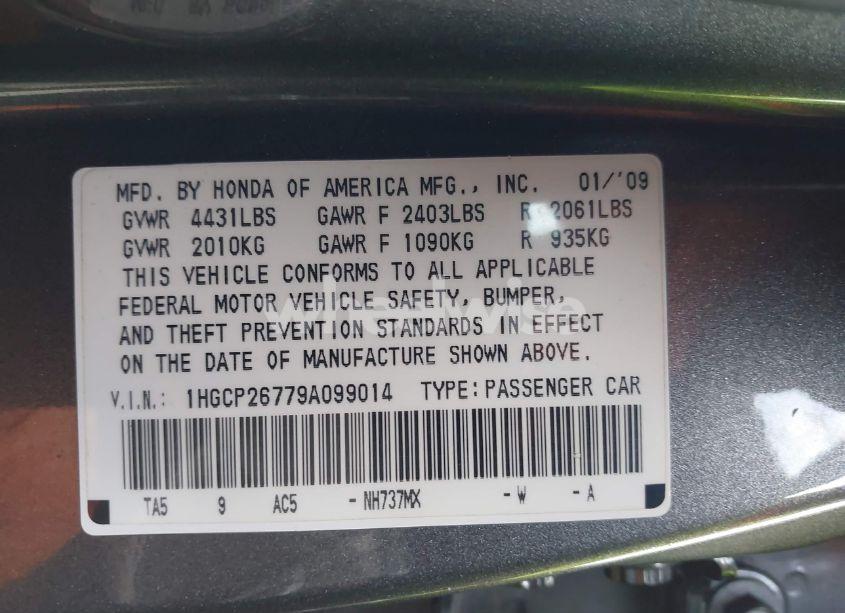 MFD. BY HONDA OF AMERICA MFG., INC. 01/'09
GVWR 4431LBS GAWR F 2403LBS R 2061LBS
GVWR 2010KG GAWR F 1090KG R 935KG
THIS VEHICLE CONFORMS TO ALL APPLICABLE
FEDERAL MOTOR VEHICLE SAFETY, BUMPER,
AND THEFT PREVENTION STANDARDS IN EFFECT
ON THE DATE OF MANUFACTURE SHOWN ABOVE.
V.I.N.: 1HGCP26779A099014 TYPE: PASSENGER CAR
TA5 9 AC5 - NH737MX - W - A
wheelwise